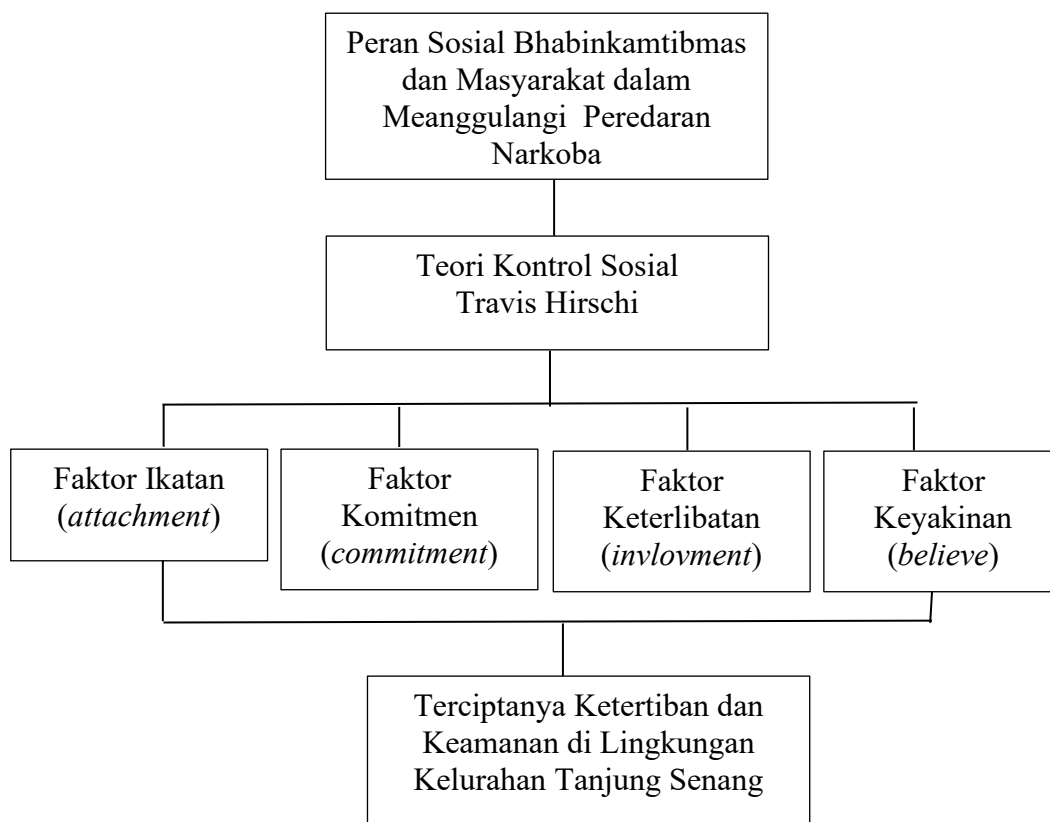 Peran Sosial Bhabinkamtibmas
dan Masyarakat dalam
Meanggulangi Peredaran
Narkoba
Teori Kontrol Sosial
Travis Hirschi
Faktor Ikatan
(attachment)
Faktor
Komitmen
(commitment)
Faktor
Keterlibatan
(invlovment)
Faktor
Keyakinan
(believe)
Terciptanya Ketertiban dan
Keamanan di Lingkungan
Kelurahan Tanjung Senang